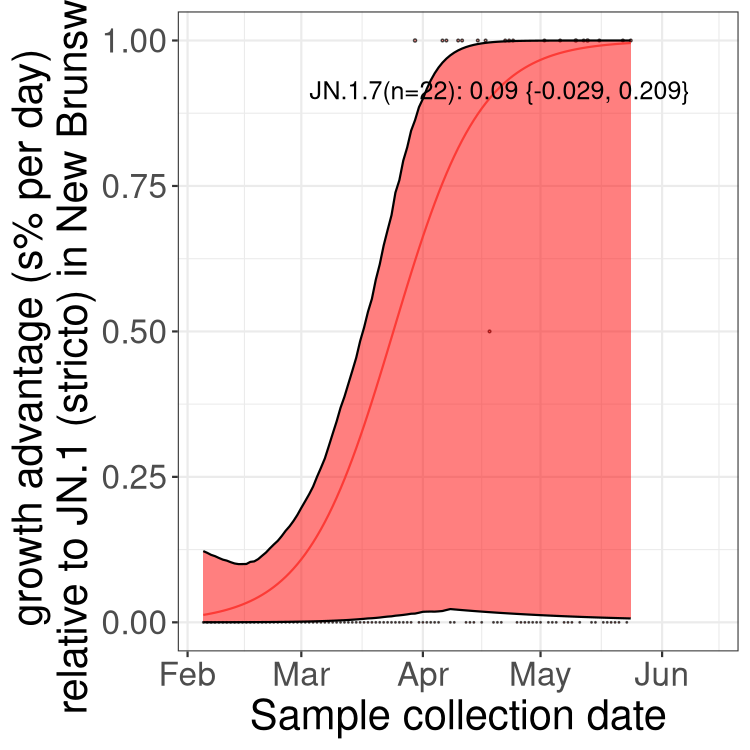 growth advantage (s% per day)
relative to JN.1 (stricto) in New Brunsw
1.00
0.75
0.50
0.25
0.00
JN.1.7(n=22): 0.09 {-0.029, 0.209}
Feb Mar Apr May Jun
Sample collection date